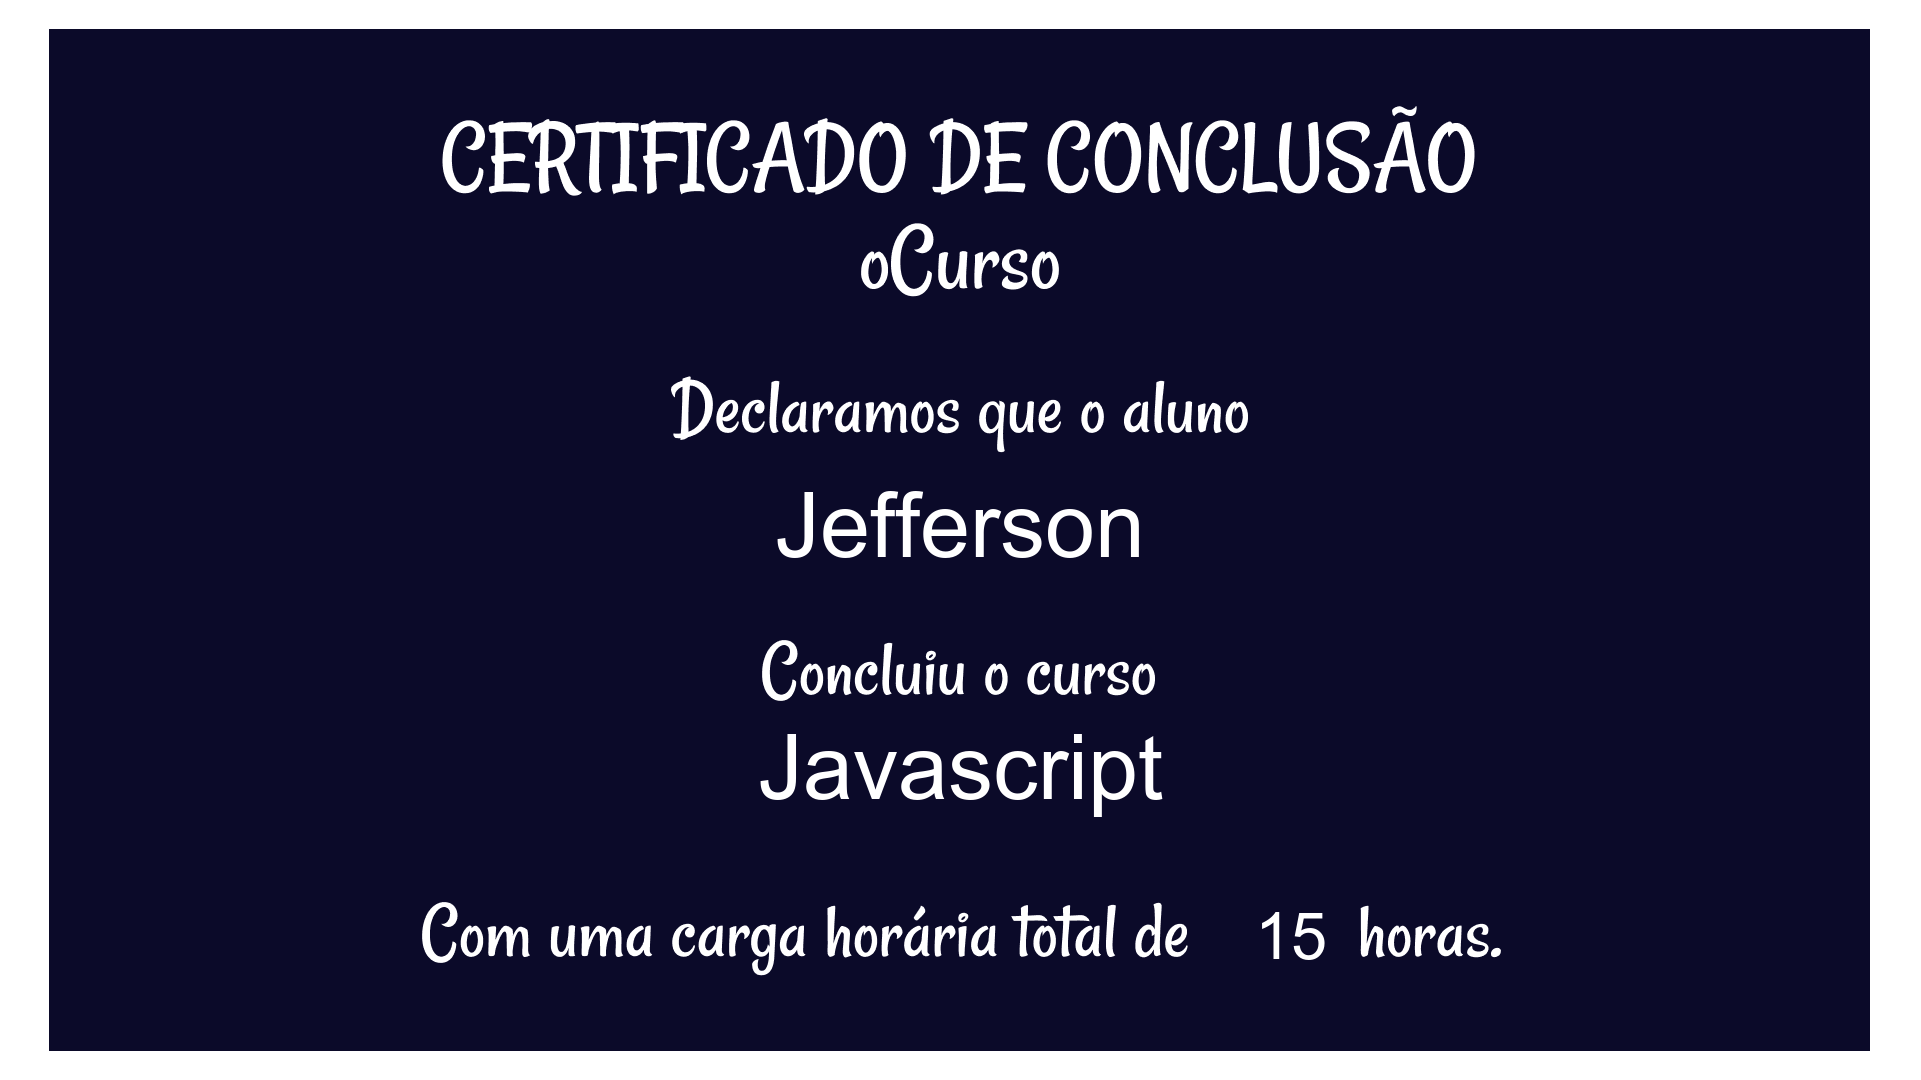 CERTIFICADO DE CONCLUSÃO
oCurso
Declaramos que o aluno
Jefferson
Concluiu o curso
Javascript
Com uma carga horária total de 15 horas.